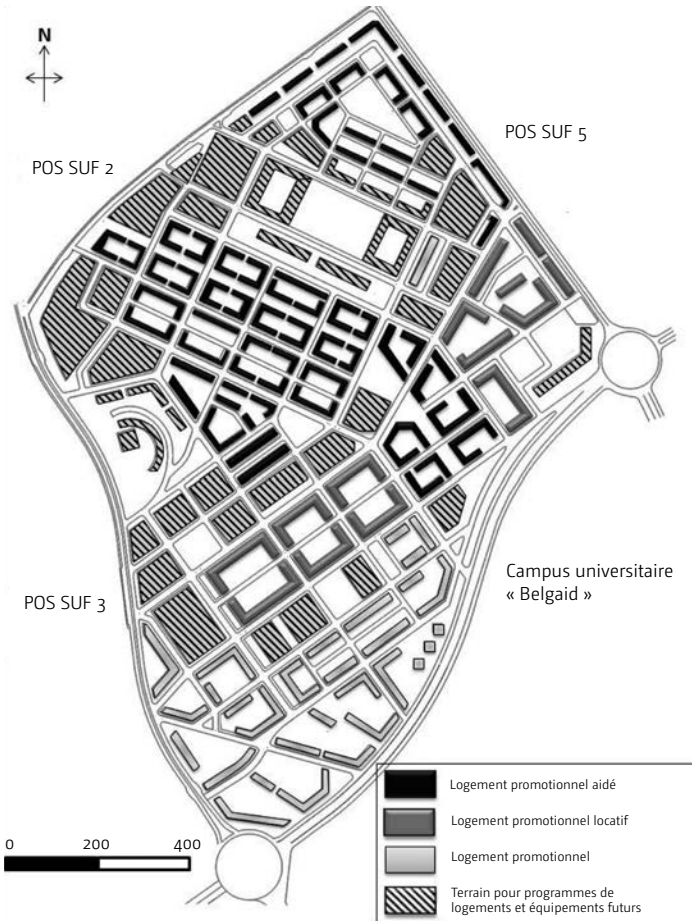 N
POS SUF 5
POS SUF 2
Campus universitaire
« Belgaid »
POS SUF 3
Logement promotionnel aidé
Logement promotionnel locatif
Logement promotionnel
Terrain pour programmes de
logements et équipements futurs
0 200 400